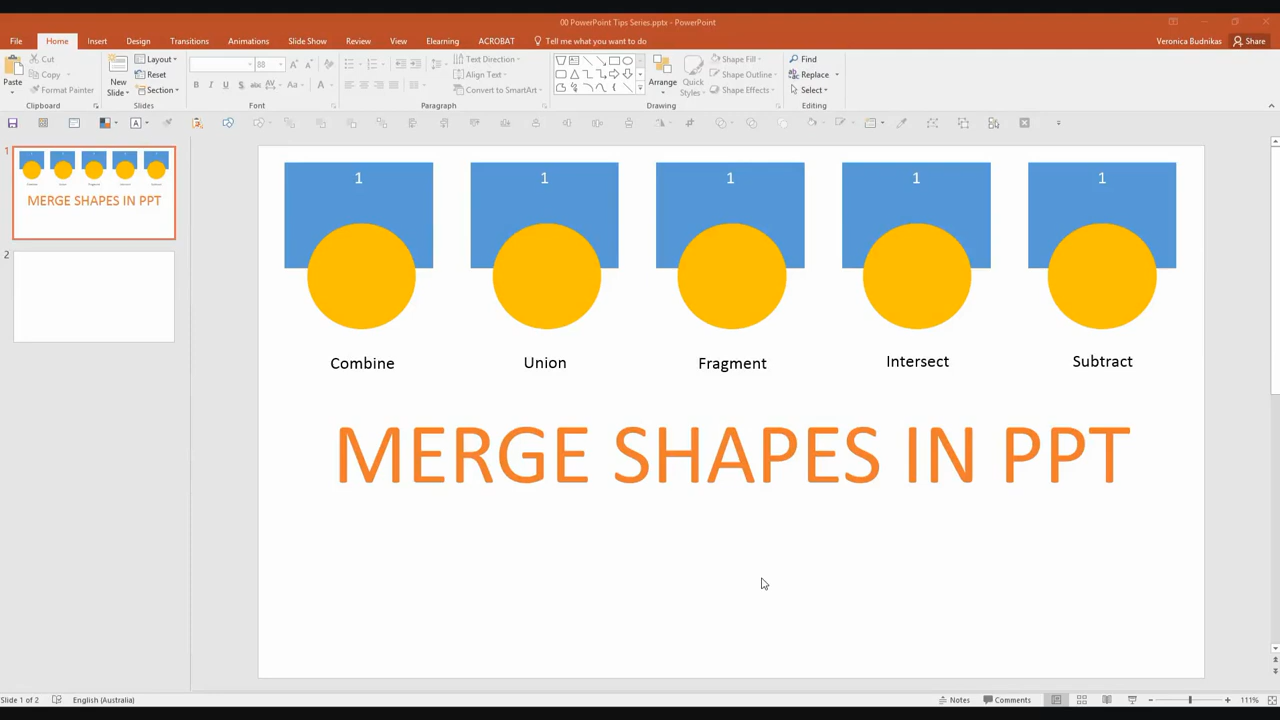 00 PowerPoint Tips Series.pptx - PowerPoint
File Home Insert Design Transitions Animations Slide Show Review View Elearning ACROBAT Tell me what you want to do Veronica Budnikas Share
Paste
Cut
Copy
Format Painter
Clipboard
New Slide
Layout
Reset
Section
Slides
88
Font
Text Direction
Align Text
Convert to SmartArt
Paragraph
Arrange
Quick Styles
Shape Fill
Shape Outline
Shape Effects
Drawing
Find
Replace
Select
Editing
1
MERGE SHAPES IN PPT
2
1 1 1 1 1
Combine Union Fragment Intersect Subtract
MERGE SHAPES IN PPT
Slide 1 of 2 English (Australia) Notes Comments 111%